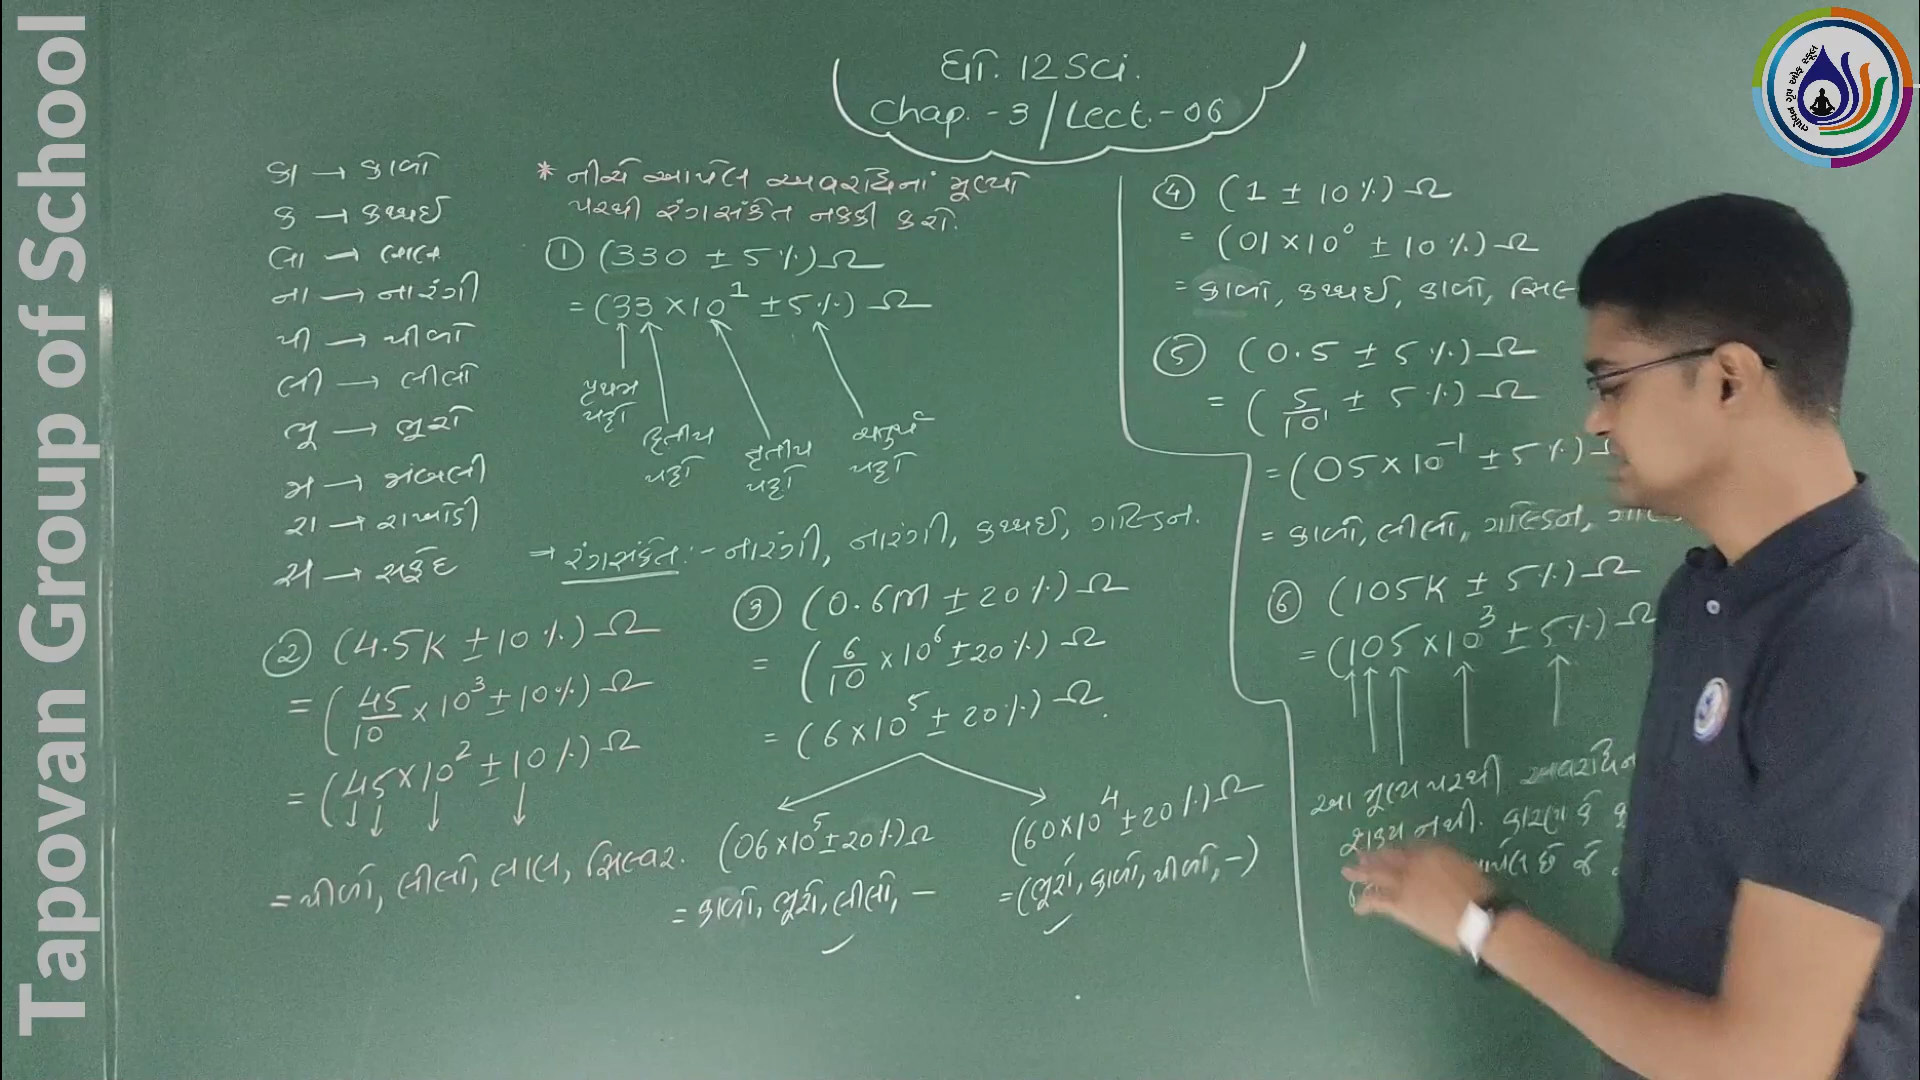 Tapovan Group of School
ધો. 12 Sci.
Chap. - 3 / Lect. - 06
કા → કાળો
ક → કથ્થઈ
લા → લાલ
ના → નારંગી
પી → પીળો
લી → લીલો
ભૂ → ભૂરો
મ → મંબલી
રા → રાખોડી
સ → સફેદ
* નીચે આપેલ અવરોધોનાં મૂલ્યો
પરથી રંગસંકેત નક્કી કરો.
① (330 ± 5%) Ω
= (33 × 10¹ ± 5%) Ω
પ્રથમ પટ્ટો
દ્વિતીય પટ્ટો
તૃતીય પટ્ટો
ચતુર્થ પટ્ટો
→ રંગસંકેત :- નારંગી, નારંગી, કથ્થઈ, ગોલ્ડન.
② (4.5K ± 10%) Ω
= (45/10 × 10³ ± 10%) Ω
= (45 × 10² ± 10%) Ω
= પીળો, લીલો, લાલ, સિલ્વર.
③ (0.6M ± 20%) Ω
= (6/10 × 10⁶ ± 20%) Ω
= (6 × 10⁵ ± 20%) Ω.
(06 × 10⁵ ± 20%) Ω
= કાળો, ભૂરો, લીલો, –
(60 × 10⁴ ± 20%) Ω
= (ભૂરો, કાળો, પીળો, –)
④ (1 ± 10%) Ω
= (01 × 10⁰ ± 10%) Ω
= કાળો, કથ્થઈ, કાળો, સિલ્
⑤ (0.5 ± 5%) Ω
= (5/10¹ ± 5%) Ω
= (05 × 10⁻¹ ± 5%) Ω
= કાળો, લીલો, ગોલ્ડન,
⑥ (105K ± 5%) Ω
= (105 × 10³ ± 5%) Ω
આ મૂલ્ય પરથી
શક્ય નથી. કારણ કે
છે જે